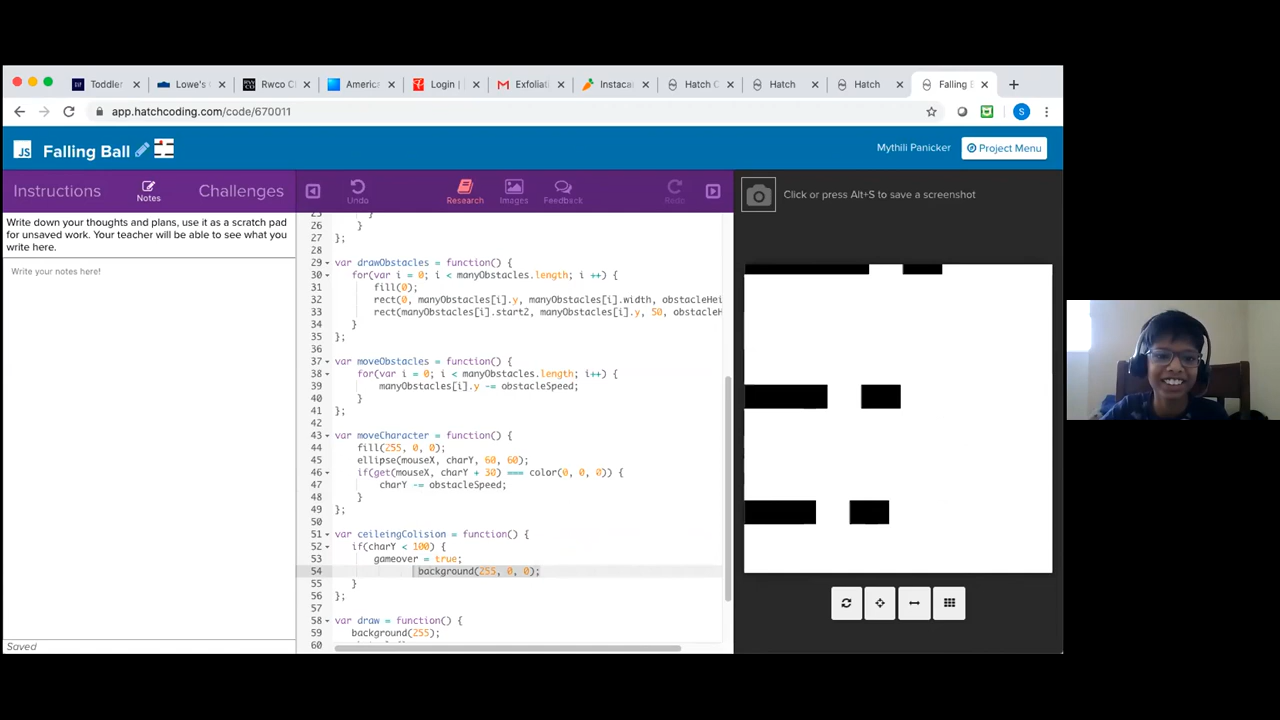 Toddler
Lowe's
Rwco C
America
Login |
Exfoliati
Instacar
Hatch C
Hatch
Hatch
Falling B
app.hatchcoding.com/code/670011
S
JS Falling Ball
Mythili Panicker
Project Menu
Instructions
Notes
Challenges
Undo
Research
Images
Feedback
Redo
Click or press Alt+S to save a screenshot
Write down your thoughts and plans, use it as a scratch pad
for unsaved work. Your teacher will be able to see what you
write here.
Write your notes here!
25 }
26 }
27 };
28
29 var drawObstacles = function() {
30 for(var i = 0; i < manyObstacles.length; i ++) {
31 fill(0);
32 rect(0, manyObstacles[i].y, manyObstacles[i].width, obstacleHei
33 rect(manyObstacles[i].start2, manyObstacles[i].y, 50, obstacleH
34 }
35 };
36
37 var moveObstacles = function() {
38 for(var i = 0; i < manyObstacles.length; i++) {
39 manyObstacles[i].y -= obstacleSpeed;
40 }
41 };
42
43 var moveCharacter = function() {
44 fill(255, 0, 0);
45 ellipse(mouseX, charY, 60, 60);
46 if(get(mouseX, charY + 30) === color(0, 0, 0)) {
47 charY -= obstacleSpeed;
48 }
49 };
50
51 var ceileingColision = function() {
52 if(charY < 100) {
53 gameover = true;
54 background(255, 0, 0);
55 }
56 };
57
58 var draw = function() {
59 background(255);
60
Saved